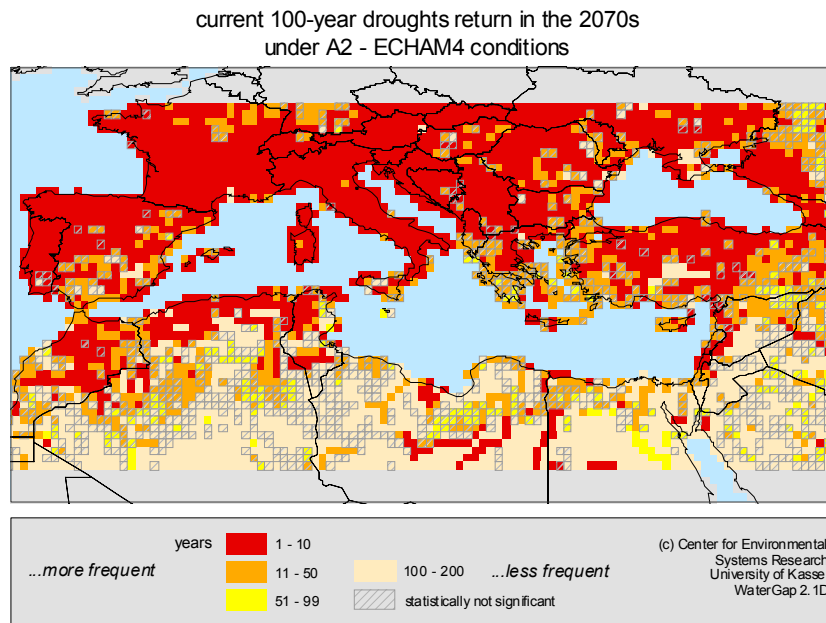 current 100-year droughts return in the 2070s
under A2 - ECHAM4 conditions
years
1 - 10
...more frequent
11 - 50
100 - 200
...less frequent
51 - 99
statistically not significant
(c) Center for Environmental
Systems Research
University of Kasse
WaterGap 2.1D